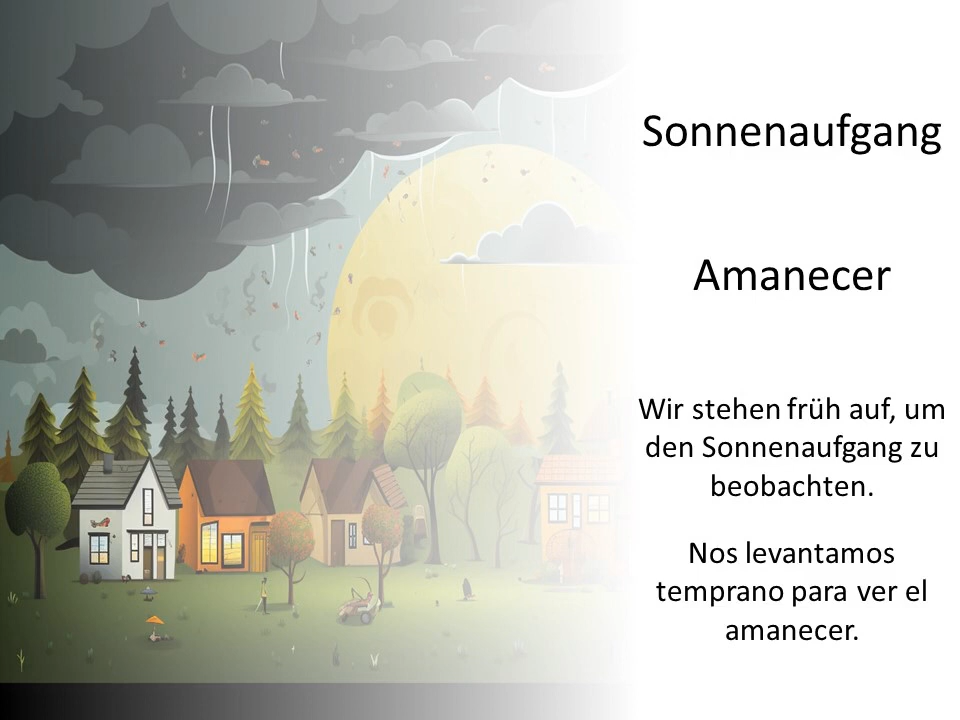 Sonnenaufgang
Amanecer
Wir stehen früh auf, um
den Sonnenaufgang zu
beobachten.
Nos levantamos
temprano para ver el
amanecer.